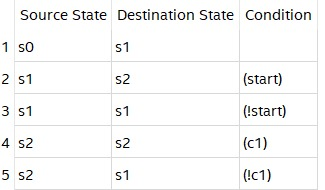 Source State Destination State Condition
1 s0 s1
2 s1 s2 (start)
3 s1 s1 (!start)
4 s2 s2 (c1)
5 s2 s1 (!c1)